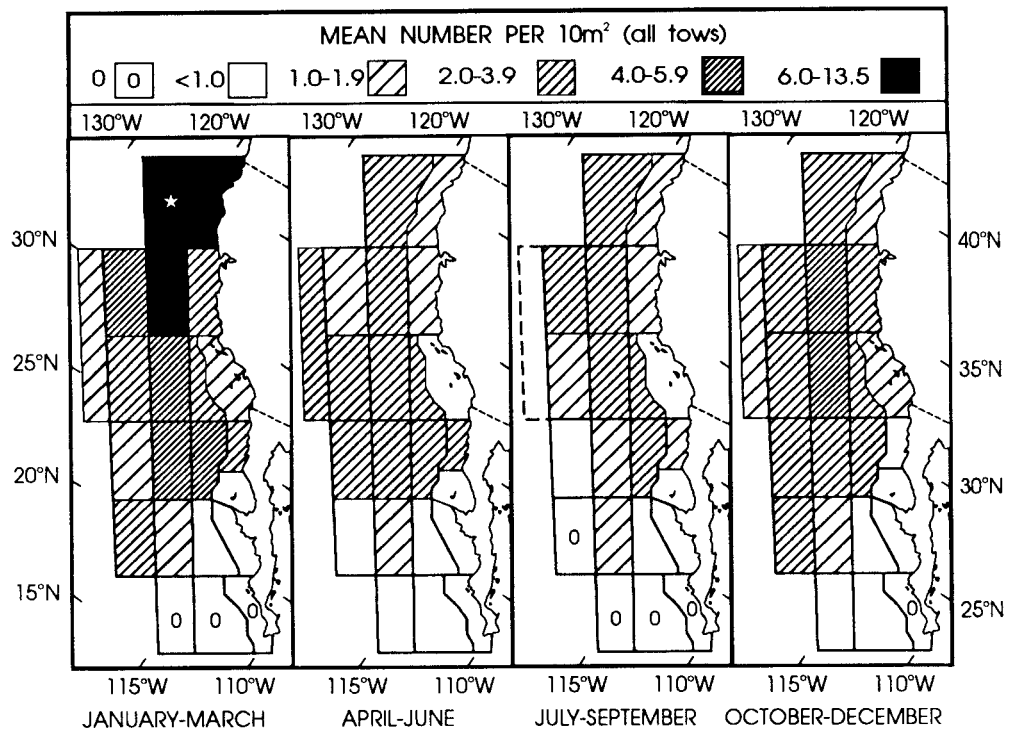 MEAN NUMBER PER 10m² (all tows)
0 0 <1.0 1.0-1.9 2.0-3.9 4.0-5.9 6.0-13.5
130°W 120°W 130°W 120°W 130°W 120°W 130°W 120°W
30°N 40°N
25°N 35°N
20°N 30°N
0
15°N 0 0 0 0 0 0 0 25°N
115°W 110°W 115°W 110°W 115°W 110°W 115°W 110°W
JANUARY-MARCH APRIL-JUNE JULY-SEPTEMBER OCTOBER-DECEMBER